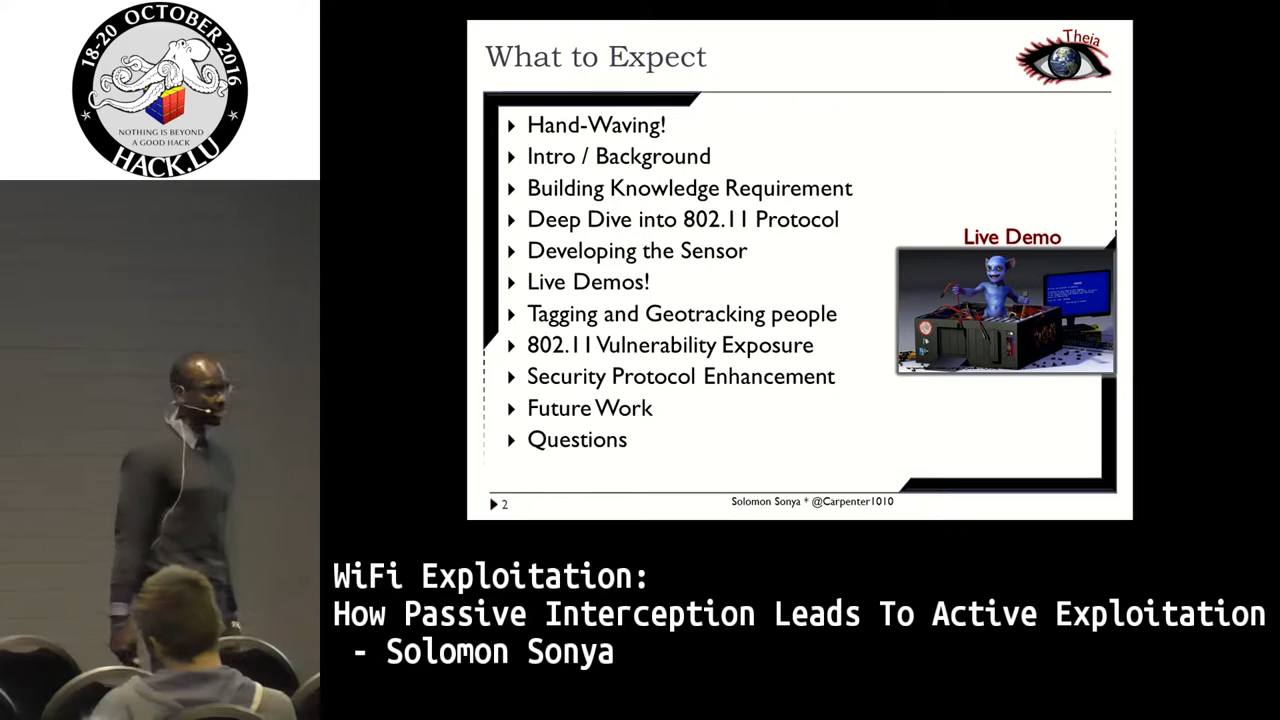 18-20 OCTOBER 2016
NOTHING IS BEYOND
A GOOD HACK
HACK.LU
What to Expect
Theia
Hand-Waving!
Intro / Background
Building Knowledge Requirement
Deep Dive into 802.11 Protocol
Developing the Sensor
Live Demos!
Tagging and Geotracking people
802.11 Vulnerability Exposure
Security Protocol Enhancement
Future Work
Questions
Live Demo
2
Solomon Sonya * @Carpenter1010
WiFi Exploitation:
How Passive Interception Leads To Active Exploitation
- Solomon Sonya